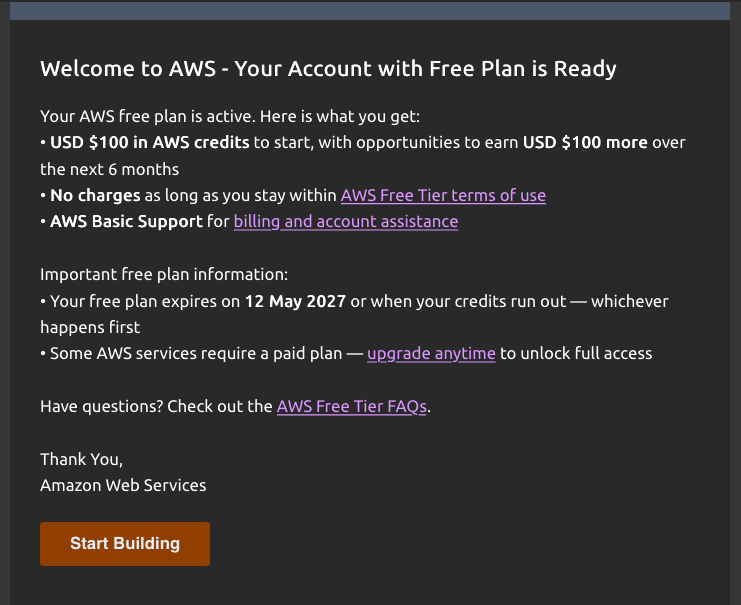 Welcome to AWS - Your Account with Free Plan is Ready
Your AWS free plan is active. Here is what you get:
• USD $100 in AWS credits to start, with opportunities to earn USD $100 more over
the next 6 months
• No charges as long as you stay within AWS Free Tier terms of use
• AWS Basic Support for billing and account assistance
Important free plan information:
• Your free plan expires on 12 May 2027 or when your credits run out — whichever
happens first
• Some AWS services require a paid plan — upgrade anytime to unlock full access
Have questions? Check out the AWS Free Tier FAQs.
Thank You,
Amazon Web Services
Start Building